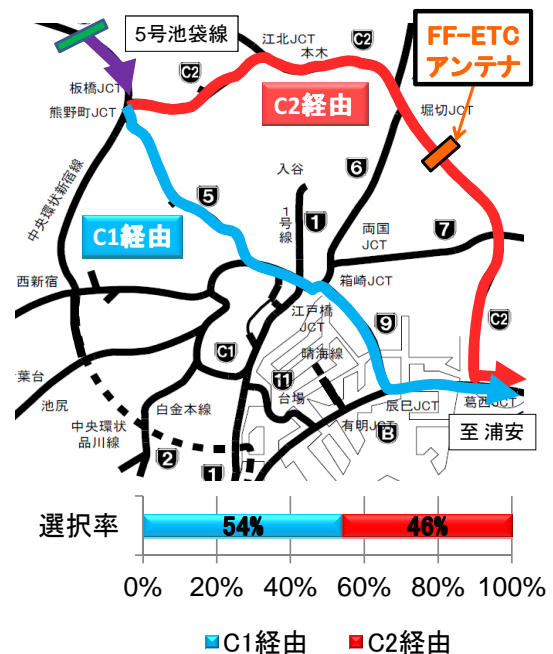 5号池袋線
江北JCT
本木
C2
FF-ETC
アンテナ
C2
板橋JCT
熊野町JCT
C2経由
堀切JCT
中央環状新宿線
入谷
6
5
1号線
1
両国
JCT
7
C1経由
西新宿
箱崎JCT
江戸橋
JCT
9
C2
C1
晴海線
葉台
11
台場
辰巳JCT
葛西JCT
池尻
白金本線
有明JCT
中央環状
品川線
B
至 浦安
2
1
選択率
54%
46%
0%
20%
40%
60%
80%
100%
C1経由
C2経由